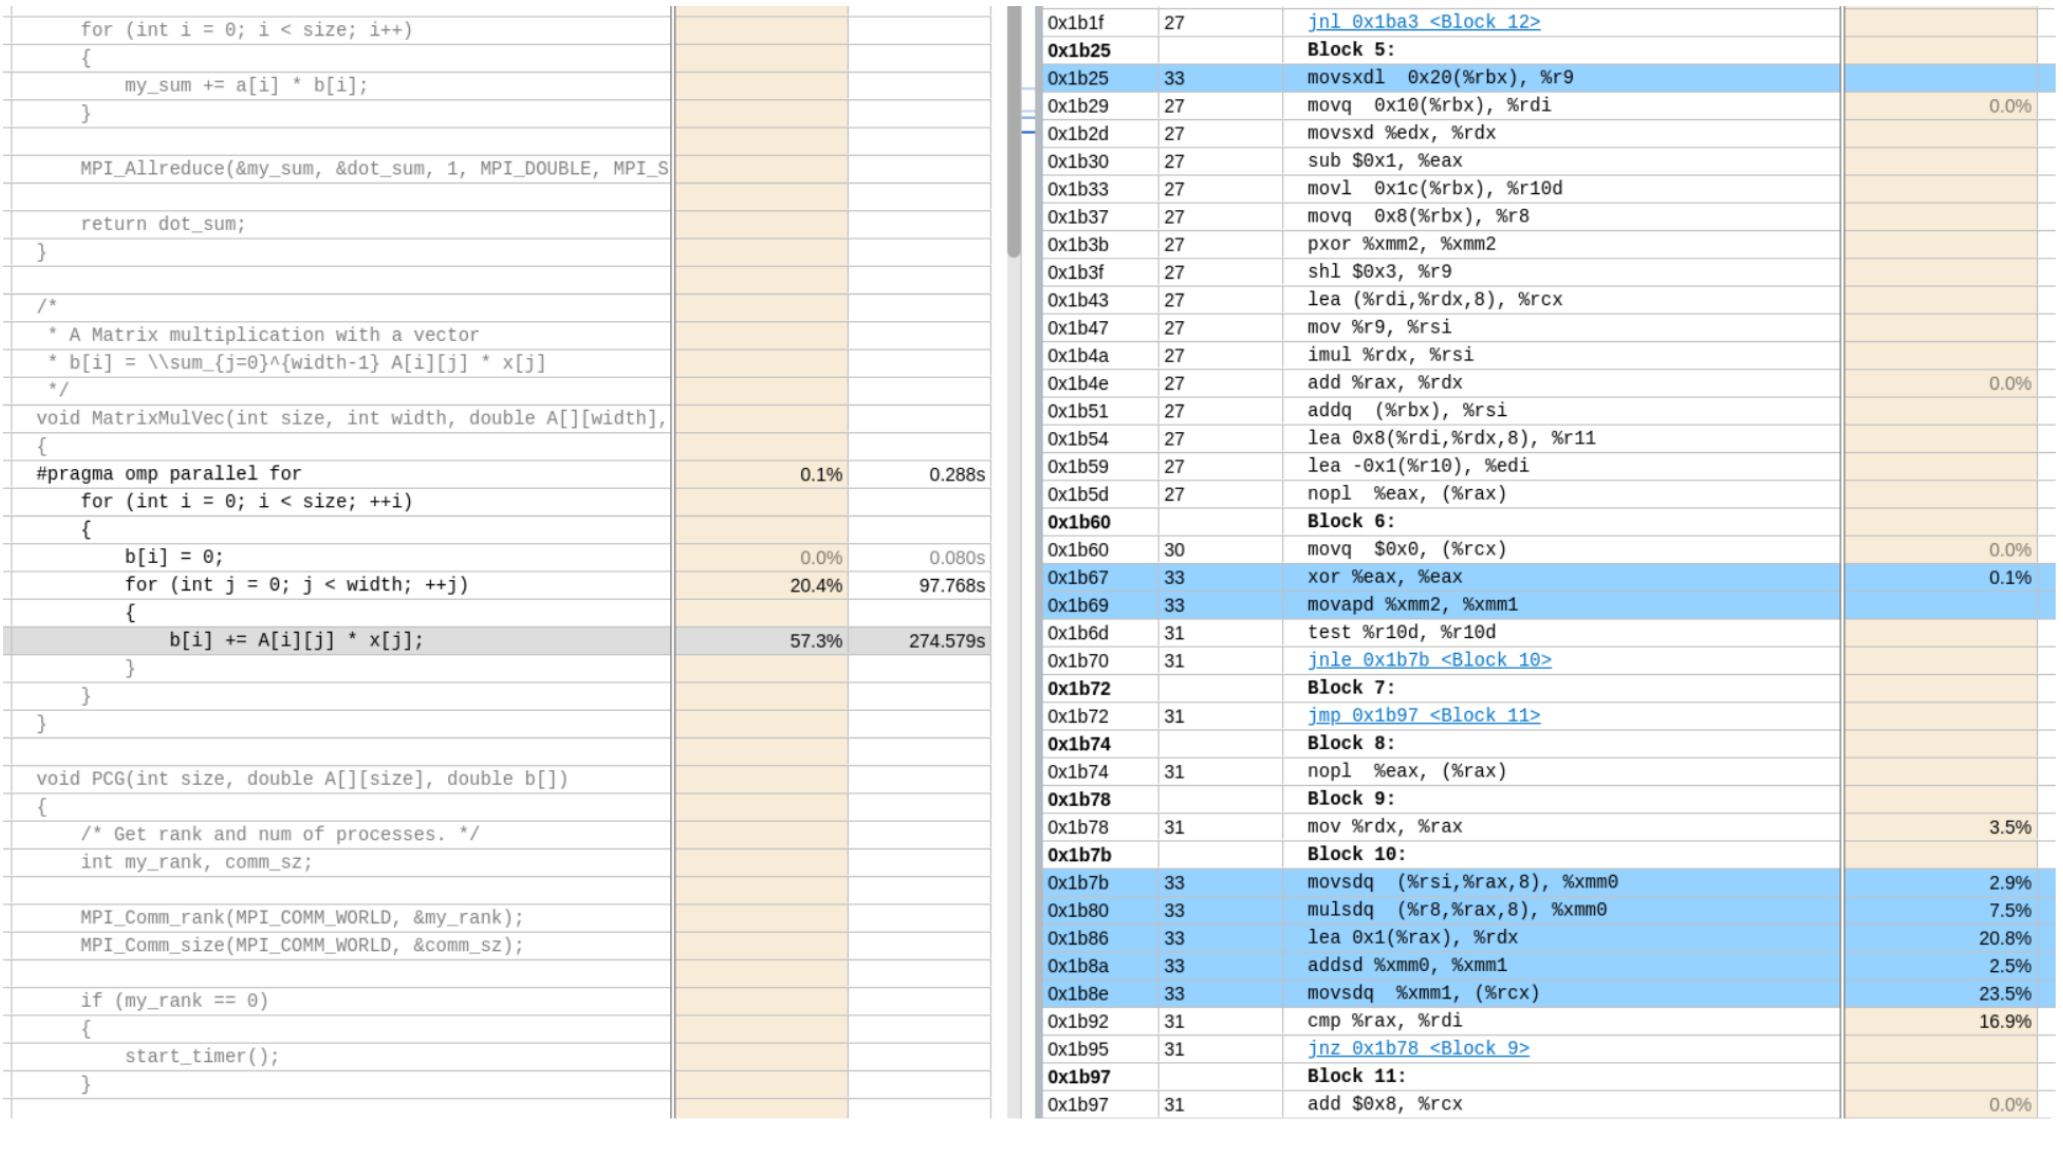 for (int i = 0; i < size; i++)
{
my_sum += a[i] * b[i];
}
MPI_Allreduce(&my_sum, &dot_sum, 1, MPI_DOUBLE, MPI_S
return dot_sum;
}
/*
* A Matrix multiplication with a vector
* b[i] = \\sum_{j=0}^{width-1} A[i][j] * x[j]
*/
void MatrixMulVec(int size, int width, double A[][width],
{
#pragma omp parallel for 0.1% 0.288s
for (int i = 0; i < size; ++i)
{
b[i] = 0; 0.0% 0.080s
for (int j = 0; j < width; ++j) 20.4% 97.768s
{
b[i] += A[i][j] * x[j]; 57.3% 274.579s
}
}
}
void PCG(int size, double A[][size], double b[])
{
/* Get rank and num of processes. */
int my_rank, comm_sz;
MPI_Comm_rank(MPI_COMM_WORLD, &my_rank);
MPI_Comm_size(MPI_COMM_WORLD, &comm_sz);
if (my_rank == 0)
{
start_timer();
}
0x1b1f 27 jnl 0x1ba3 <Block 12>
0x1b25 Block 5:
0x1b25 33 movsxdl 0x20(%rbx), %r9
0x1b29 27 movq 0x10(%rbx), %rdi 0.0%
0x1b2d 27 movsxd %edx, %rdx
0x1b30 27 sub $0x1, %eax
0x1b33 27 movl 0x1c(%rbx), %r10d
0x1b37 27 movq 0x8(%rbx), %r8
0x1b3b 27 pxor %xmm2, %xmm2
0x1b3f 27 shl $0x3, %r9
0x1b43 27 lea (%rdi,%rdx,8), %rcx
0x1b47 27 mov %r9, %rsi
0x1b4a 27 imul %rdx, %rsi
0x1b4e 27 add %rax, %rdx 0.0%
0x1b51 27 addq (%rbx), %rsi
0x1b54 27 lea 0x8(%rdi,%rdx,8), %r11
0x1b59 27 lea -0x1(%r10), %edi
0x1b5d 27 nopl %eax, (%rax)
0x1b60 Block 6:
0x1b60 30 movq $0x0, (%rcx) 0.0%
0x1b67 33 xor %eax, %eax 0.1%
0x1b69 33 movapd %xmm2, %xmm1
0x1b6d 31 test %r10d, %r10d
0x1b70 31 jnle 0x1b7b <Block 10>
0x1b72 Block 7:
0x1b72 31 jmp 0x1b97 <Block 11>
0x1b74 Block 8:
0x1b74 31 nopl %eax, (%rax)
0x1b78 Block 9:
0x1b78 31 mov %rdx, %rax 3.5%
0x1b7b Block 10:
0x1b7b 33 movsdq (%rsi,%rax,8), %xmm0 2.9%
0x1b80 33 mulsdq (%r8,%rax,8), %xmm0 7.5%
0x1b86 33 lea 0x1(%rax), %rdx 20.8%
0x1b8a 33 addsd %xmm0, %xmm1 2.5%
0x1b8e 33 movsdq %xmm1, (%rcx) 23.5%
0x1b92 31 cmp %rax, %rdi 16.9%
0x1b95 31 jnz 0x1b78 <Block 9>
0x1b97 Block 11:
0x1b97 31 add $0x8, %rcx 0.0%